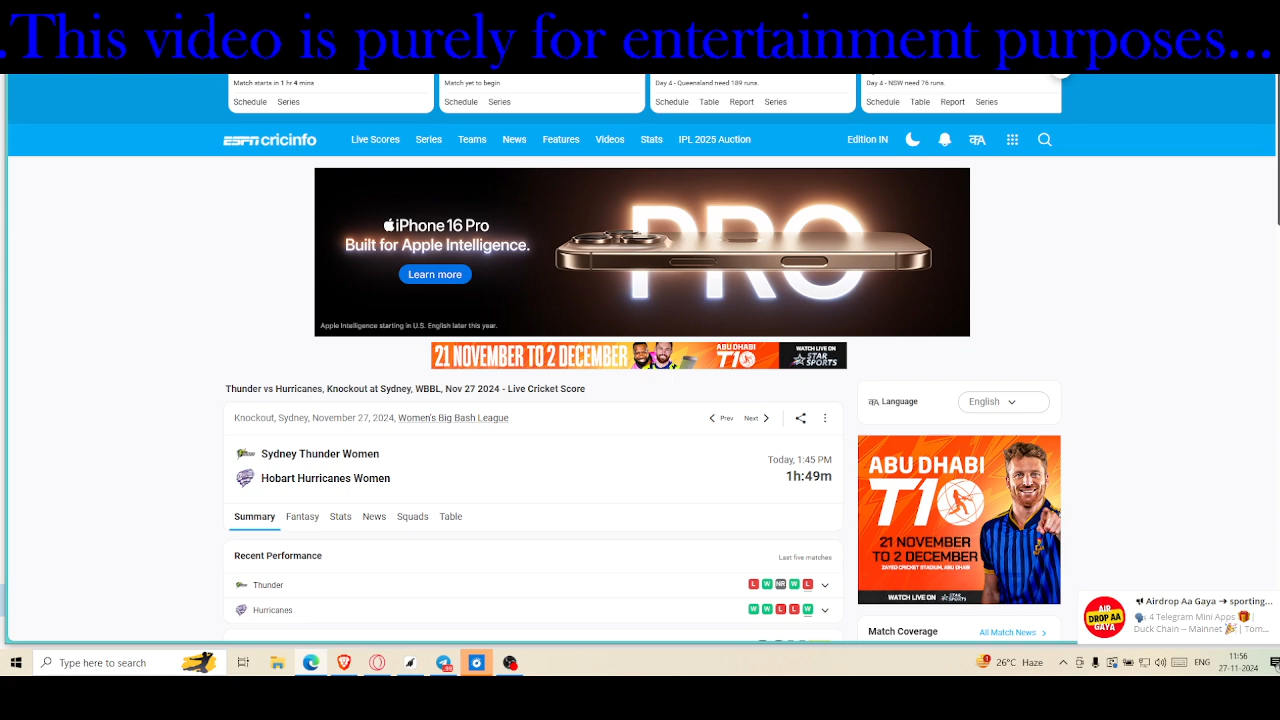 .This video is purely for entertainment purposes...
Match starts in 1 hr 4 mins
Match yet to begin
Day 4 - Queensland need 189 runs.
Day 4 - NSW need 76 runs.
Schedule Series
Schedule Series
Schedule Table Report Series
Schedule Table Report Series
ESPN cricinfo
Live Scores Series Teams News Features Videos Stats IPL 2025 Auction
Edition IN
iPhone 16 Pro
Built for Apple Intelligence.
Learn more
PRO
Apple Intelligence starting in U.S. English later this year.
21 NOVEMBER TO 2 DECEMBER
ABU DHABI
T10
WATCH LIVE ON
STAR SPORTS
Thunder vs Hurricanes, Knockout at Sydney, WBBL, Nov 27 2024 - Live Cricket Score
Knockout, Sydney, November 27, 2024, Women's Big Bash League
Prev Next
Sydney Thunder Women
Hobart Hurricanes Women
Today, 1:45 PM
1h:49m
Summary Fantasy Stats News Squads Table
Recent Performance
Last five matches
Thunder L W NR W L
Hurricanes W W L L W
कA Language
English
ABU DHABI
T10
21 NOVEMBER
TO 2 DECEMBER
ZAYED CRICKET STADIUM, ABU DHABI
WATCH LIVE ON STAR SPORTS
Match Coverage
All Match News
AIR
DROP AA
GAYA
Airdrop Aa Gaya ➔ sporting...
4 Telegram Mini Apps |
Duck Chain – Mainnet | Tom...
Type here to search
26°C Haze
ENG
11:56
27-11-2024